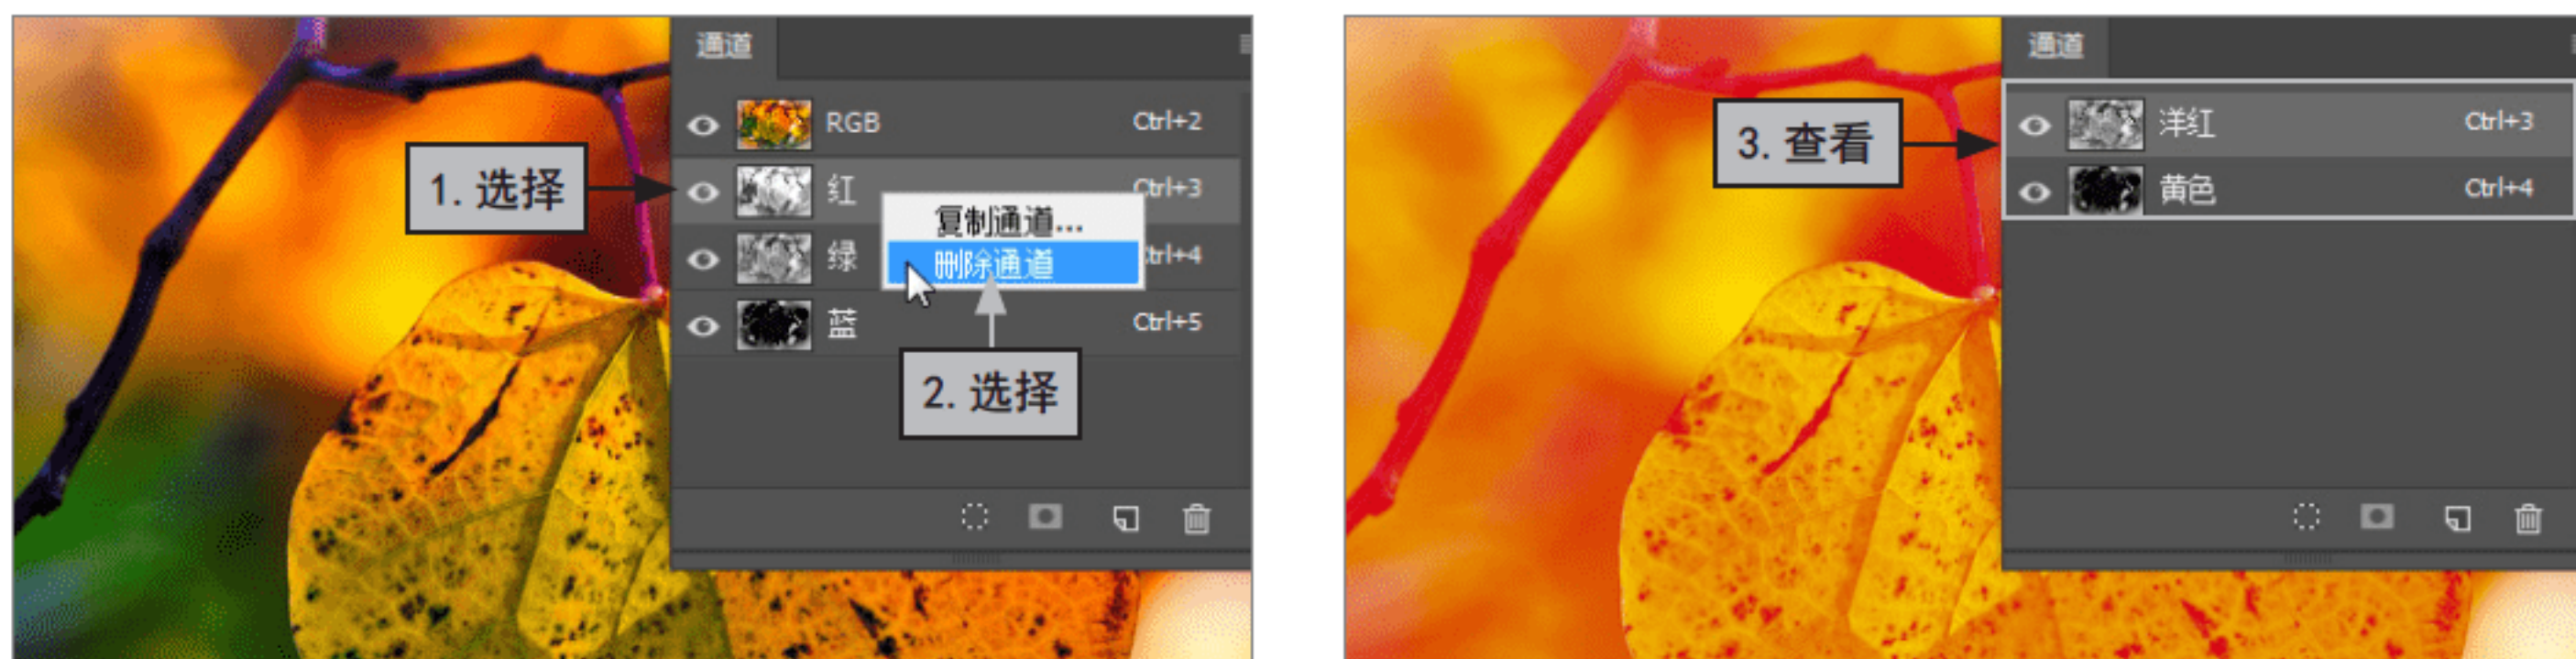 通道
RGB Ctrl+2
1. 选择
红 Ctrl+3
复制通道...
绿 Ctrl+4
删除通道
蓝 Ctrl+5
2. 选择
通道
洋红 Ctrl+3
3. 查看
黄色 Ctrl+4